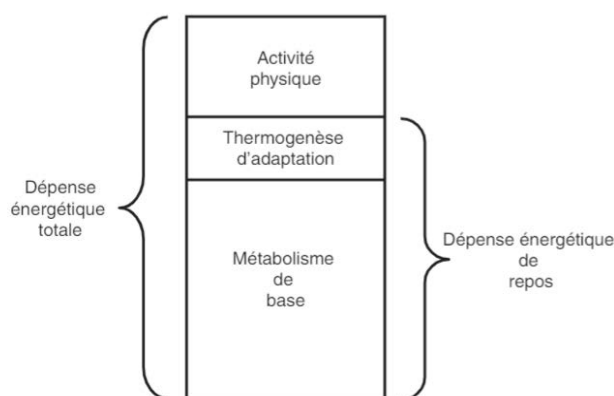 Activité
physique
Thermogenèse
d'adaptation
Dépense
énergétique
totale
Métabolisme
de
base
Dépense énergétique
de
repos